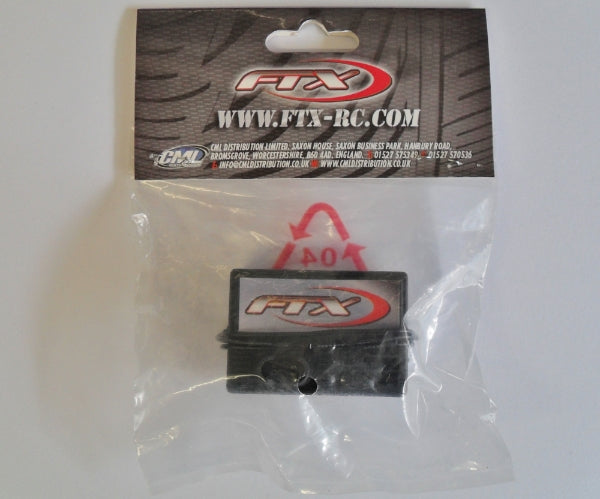 FTX
WWW.FTX-RC.COM
CML
CML DISTRIBUTION LIMITED, SAXON HOUSE, SAXON BUSINESS PARK, HANBURY ROAD,
BROMSGROVE, WORCESTERSHIRE, B60 4AD, ENGLAND. 01527 575349, 01527 570536
INFO@CMLDISTRIBUTION.CO.UK WWW.CMLDISTRIBUTION.CO.UK
04
FTX